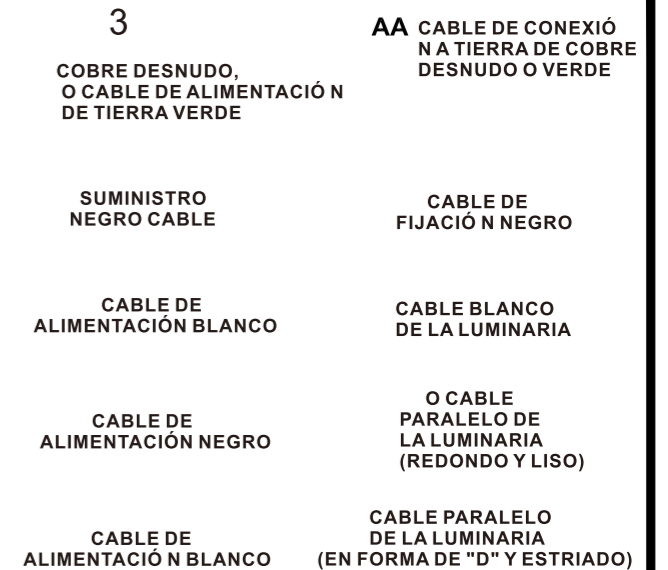 3
COBRE DESNUDO,
O CABLE DE ALIMENTACIÓ N
DE TIERRA VERDE
AA CABLE DE CONEXIÓ
N A TIERRA DE COBRE
DESNUDO O VERDE
SUMINISTRO
NEGRO CABLE
CABLE DE
FIJACIÓ N NEGRO
CABLE DE
ALIMENTACIÓN BLANCO
CABLE BLANCO
DE LA LUMINARIA
CABLE DE
ALIMENTACIÓN NEGRO
O CABLE
PARALELO DE
LA LUMINARIA
(REDONDO Y LISO)
CABLE DE
ALIMENTACIÓ N BLANCO
CABLE PARALELO
DE LA LUMINARIA
(EN FORMA DE "D" Y ESTRIADO)